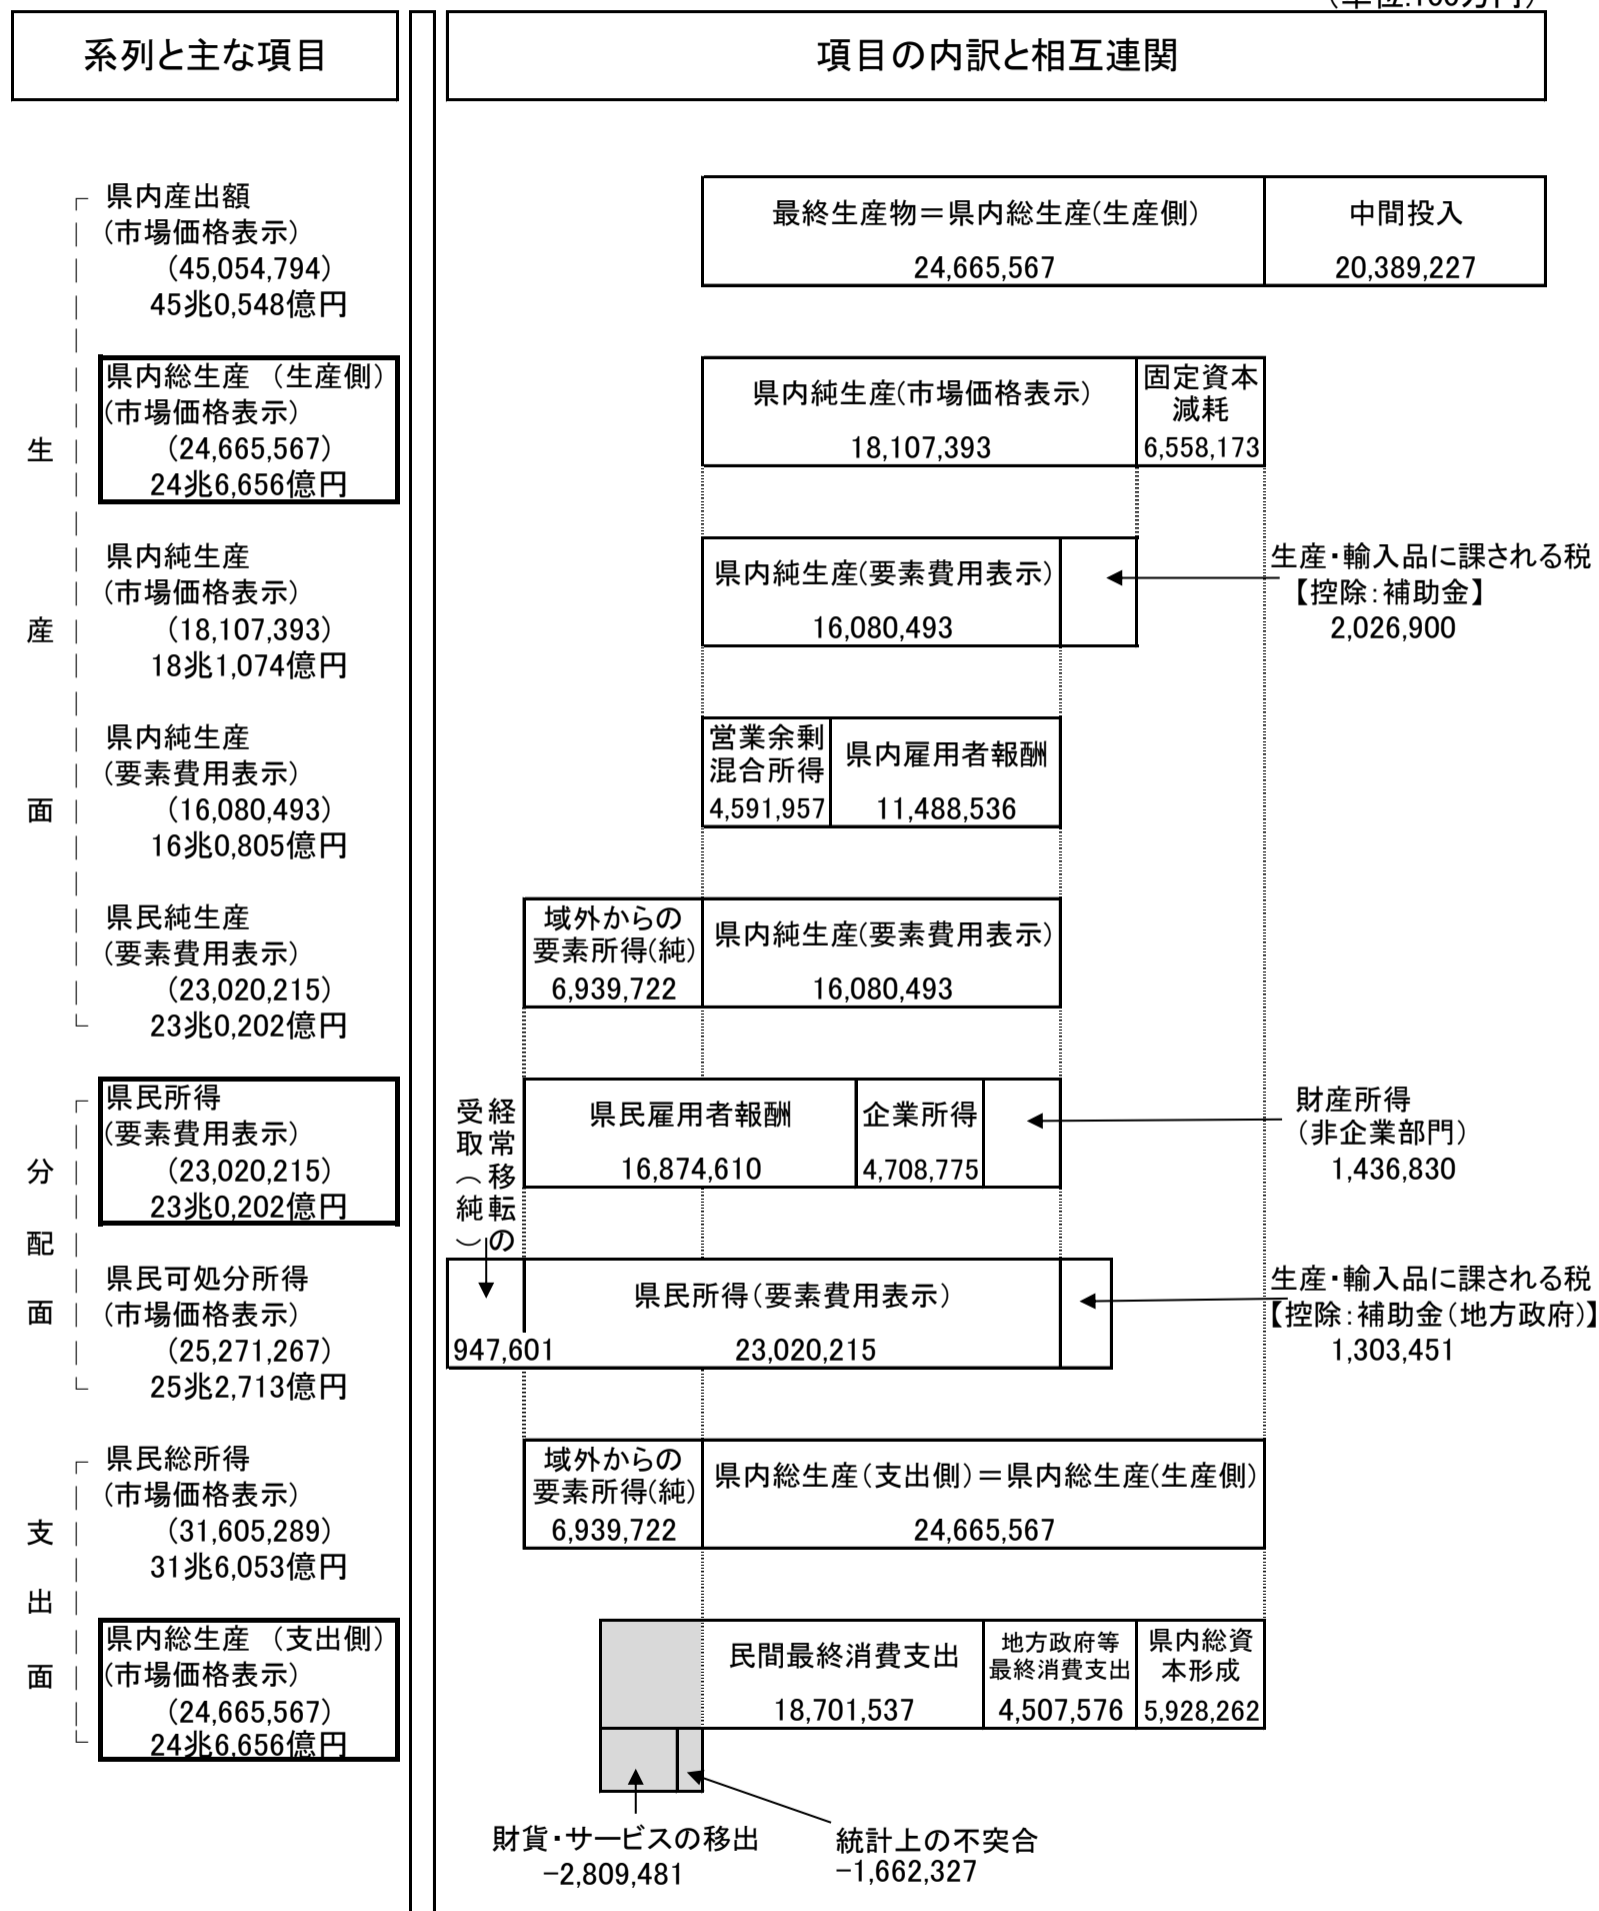 系列と主な項目
項目の内訳と相互連関
県内産出額
(市場価格表示)
(45,054,794)
45兆0,548億円
最終生産物＝県内総生産(生産側)
24,665,567
中間投入
20,389,227
生産面
県内総生産 (生産側)
(市場価格表示)
(24,665,567)
24兆6,656億円
県内純生産(市場価格表示)
18,107,393
固定資本
減耗
6,558,173
県内純生産
(市場価格表示)
(18,107,393)
18兆1,074億円
県内純生産(要素費用表示)
16,080,493
生産・輸入品に課される税
【控除：補助金】
2,026,900
県内純生産
(要素費用表示)
(16,080,493)
16兆0,805億円
営業余剰
混合所得
4,591,957
県内雇用者報酬
11,488,536
県民純生産
(要素費用表示)
(23,020,215)
23兆0,202億円
域外からの
要素所得(純)
6,939,722
県内純生産(要素費用表示)
16,080,493
分配面
県民所得
(要素費用表示)
(23,020,215)
23兆0,202億円
経常移転の
受取(純)
県民雇用者報酬
16,874,610
企業所得
4,708,775
財産所得
(非企業部門)
1,436,830
県民可処分所得
(市場価格表示)
(25,271,267)
25兆2,713億円
947,601
県民所得(要素費用表示)
23,020,215
生産・輸入品に課される税
【控除：補助金(地方政府)】
1,303,451
支出面
県民総所得
(市場価格表示)
(31,605,289)
31兆6,053億円
域外からの
要素所得(純)
6,939,722
県内総生産(支出側)＝県内総生産(生産側)
24,665,567
県内総生産 (支出側)
(市場価格表示)
(24,665,567)
24兆6,656億円
民間最終消費支出
18,701,537
地方政府等
最終消費支出
4,507,576
県内総資
本形成
5,928,262
財貨・サービスの移出
−2,809,481
統計上の不突合
−1,662,327